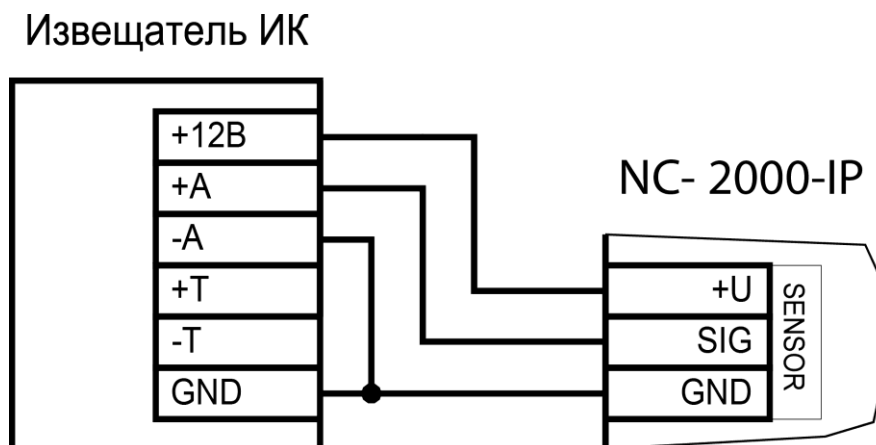 Извещатель ИК
+12В
+A
-A
+T
-T
GND
NC- 2000-IP
+U
SIG
GND
SENSOR